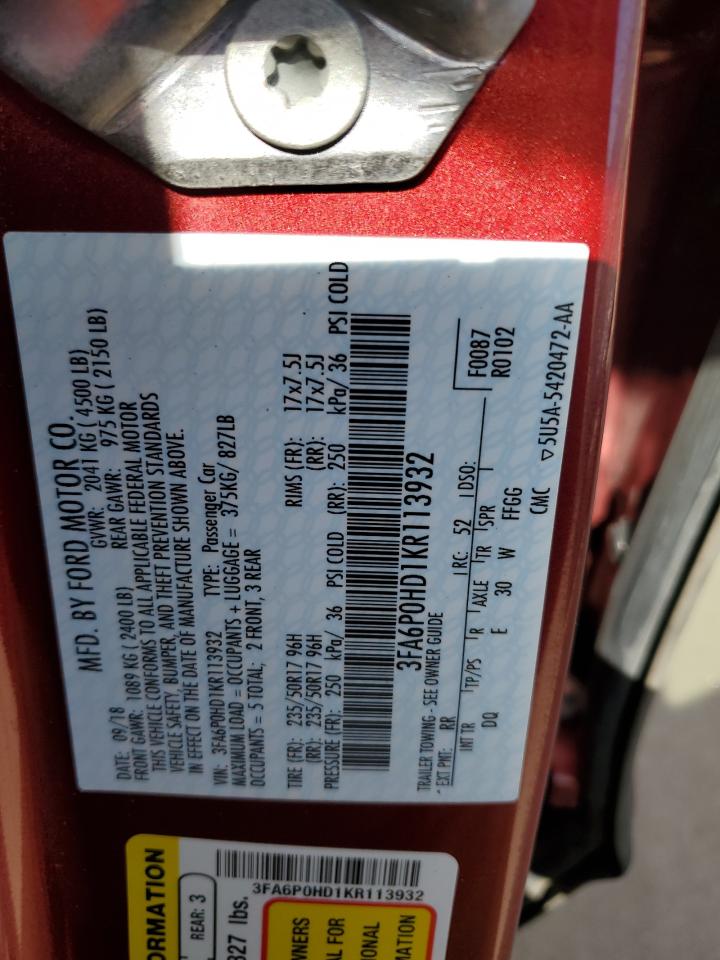 MFD. BY FORD MOTOR CO.
DATE: 09/18 GVWR: 2041 KG ( 4500 LB)
FRONT GAWR: 1089 KG ( 2400 LB) REAR GAWR: 975 KG ( 2150 LB)
THIS VEHICLE CONFORMS TO ALL APPLICABLE FEDERAL MOTOR
VEHICLE SAFETY, BUMPER, AND THEFT PREVENTION STANDARDS
IN EFFECT ON THE DATE OF MANUFACTURE SHOWN ABOVE.
VIN: 3FA6P0HD1KR113932 TYPE: Passenger Car
MAXIMUM LOAD = OCCUPANTS + LUGGAGE = 375KG/ 827LB
OCCUPANTS = 5 TOTAL; 2 FRONT, 3 REAR
TIRE (FR): 235/50R17 96H RIMS (FR): 17x7.5J
(RR): 235/50R17 96H (RR): 17x7.5J
PRESSURE (FR): 250 kPa/ 36 PSI COLD (RR): 250 kPa/ 36 PSI COLD
3FA6P0HD1KR113932
TRAILER TOWING - SEE OWNER GUIDE
EXT PNT: RR RC: 52 DSO: F0087
R0102
INT TR TP/PS R AXLE TR SPR
DQ E 30 W FFGG
CMC ▽5U5A-5420472-AA
ORMATION
REAR: 3
827 lbs.
3FA6P0HD1KR113932
WNERS
AL FOR
IONAL
MATION